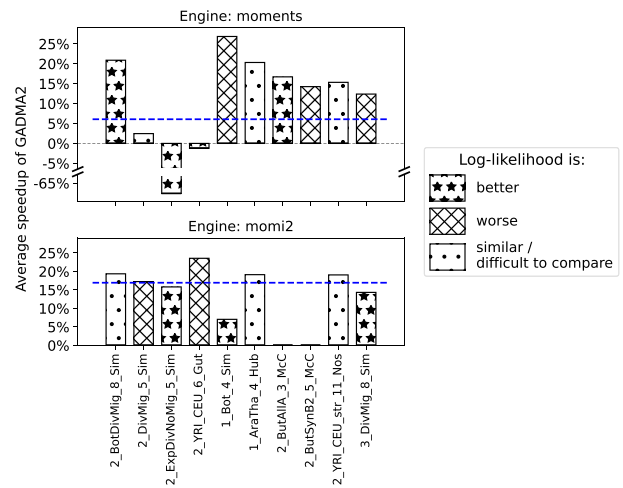 Engine: moments
Average speedup of GADMA2
25%
20%
15%
10%
5%
0%
-5%
-65%
Log-likelihood is:
better
worse
similar /
difficult to compare
Engine: momi2
25%
20%
15%
10%
5%
0%
2_BotDivMig_8_Sim
2_DivMig_5_Sim
2_ExpDivNoMig_5_Sim
2_YRI_CEU_6_Gut
1_Bot_4_Sim
1_AraTha_4_Hub
2_ButAllA_3_McC
2_ButSynB2_5_McC
2_YRI_CEU_str_11_Nos
3_DivMig_8_Sim